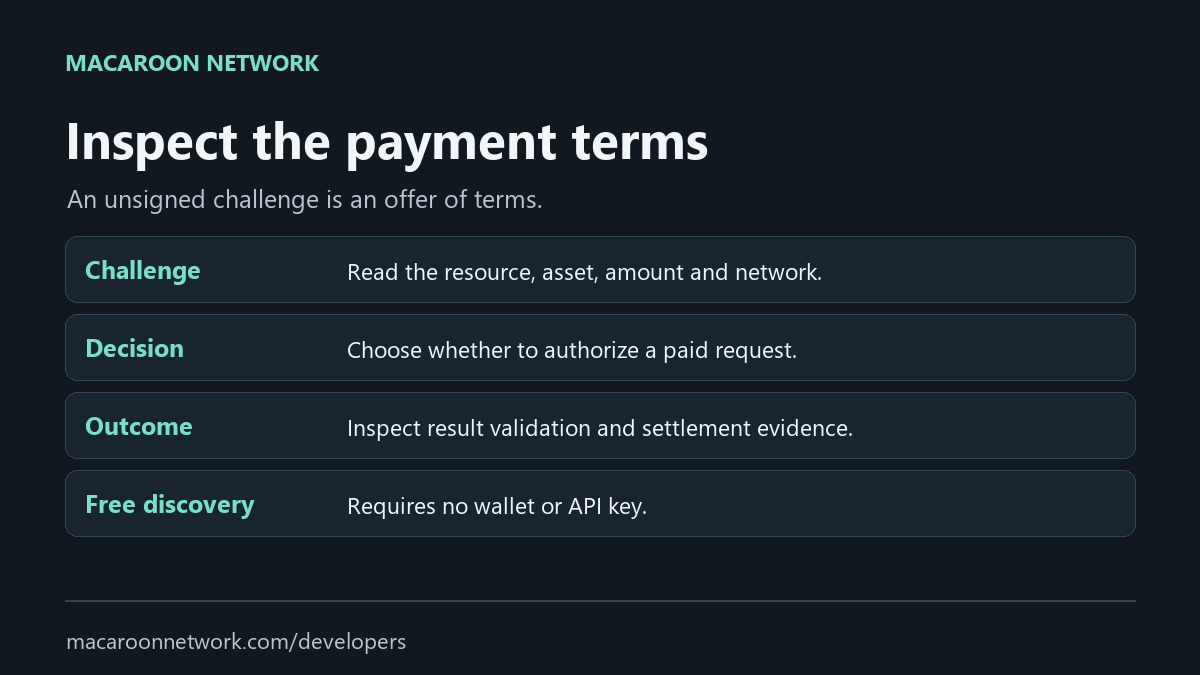 MACAROON NETWORK
Inspect the payment terms
An unsigned challenge is an offer of terms.
Challenge Read the resource, asset, amount and network.
Decision Choose whether to authorize a paid request.
Outcome Inspect result validation and settlement evidence.
Free discovery Requires no wallet or API key.
macaroonnetwork.com/developers